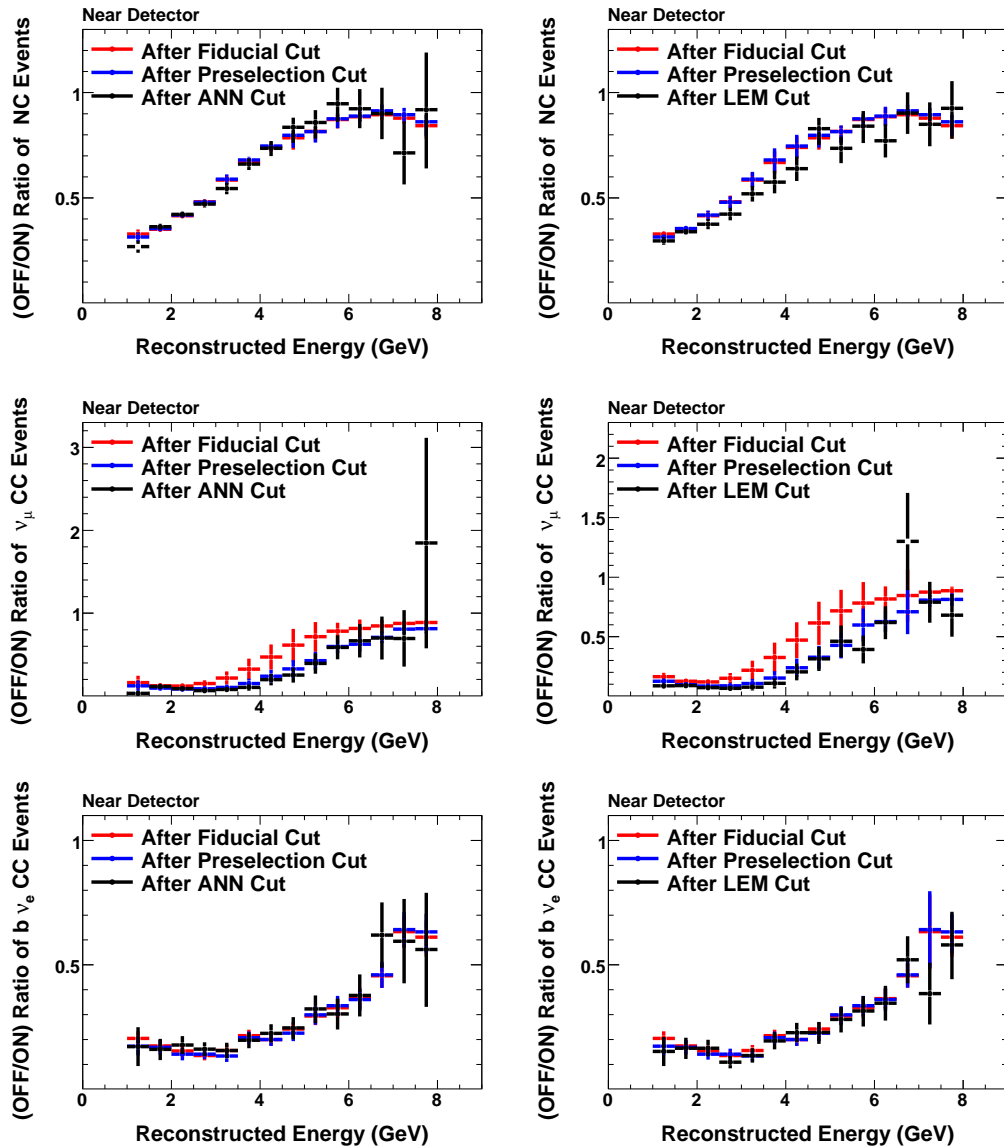 Near Detector
After Fiducial Cut
After Preselection Cut
After ANN Cut
1
0.5
0 2 4 6 8
Reconstructed Energy (GeV)
(OFF/ON) Ratio of NC Events
Near Detector
After Fiducial Cut
After Preselection Cut
After LEM Cut
1
0.5
0 2 4 6 8
Reconstructed Energy (GeV)
(OFF/ON) Ratio of NC Events
Near Detector
After Fiducial Cut
After Preselection Cut
After ANN Cut
3
2
1
0 2 4 6 8
Reconstructed Energy (GeV)
(OFF/ON) Ratio of ν_μ CC Events
Near Detector
After Fiducial Cut
After Preselection Cut
After LEM Cut
2
1.5
1
0.5
0 2 4 6 8
Reconstructed Energy (GeV)
(OFF/ON) Ratio of ν_μ CC Events
Near Detector
After Fiducial Cut
After Preselection Cut
After ANN Cut
1
0.5
0 2 4 6 8
Reconstructed Energy (GeV)
(OFF/ON) Ratio of b ν_e CC Events
Near Detector
After Fiducial Cut
After Preselection Cut
After LEM Cut
1
0.5
0 2 4 6 8
Reconstructed Energy (GeV)
(OFF/ON) Ratio of b ν_e CC Events